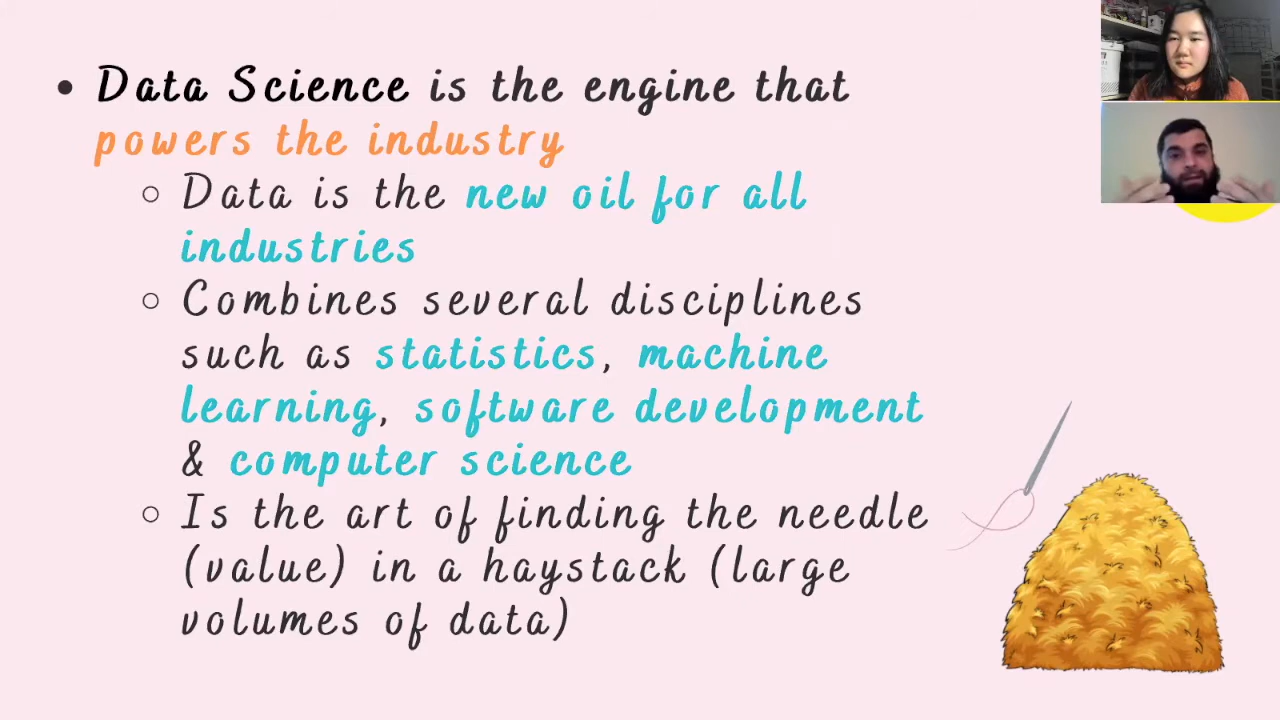 • Data Science is the engine that
powers the industry
○ Data is the new oil for all
industries
○ Combines several disciplines
such as statistics, machine
learning, software development
& computer science
○ Is the art of finding the needle
(value) in a haystack (large
volumes of data)